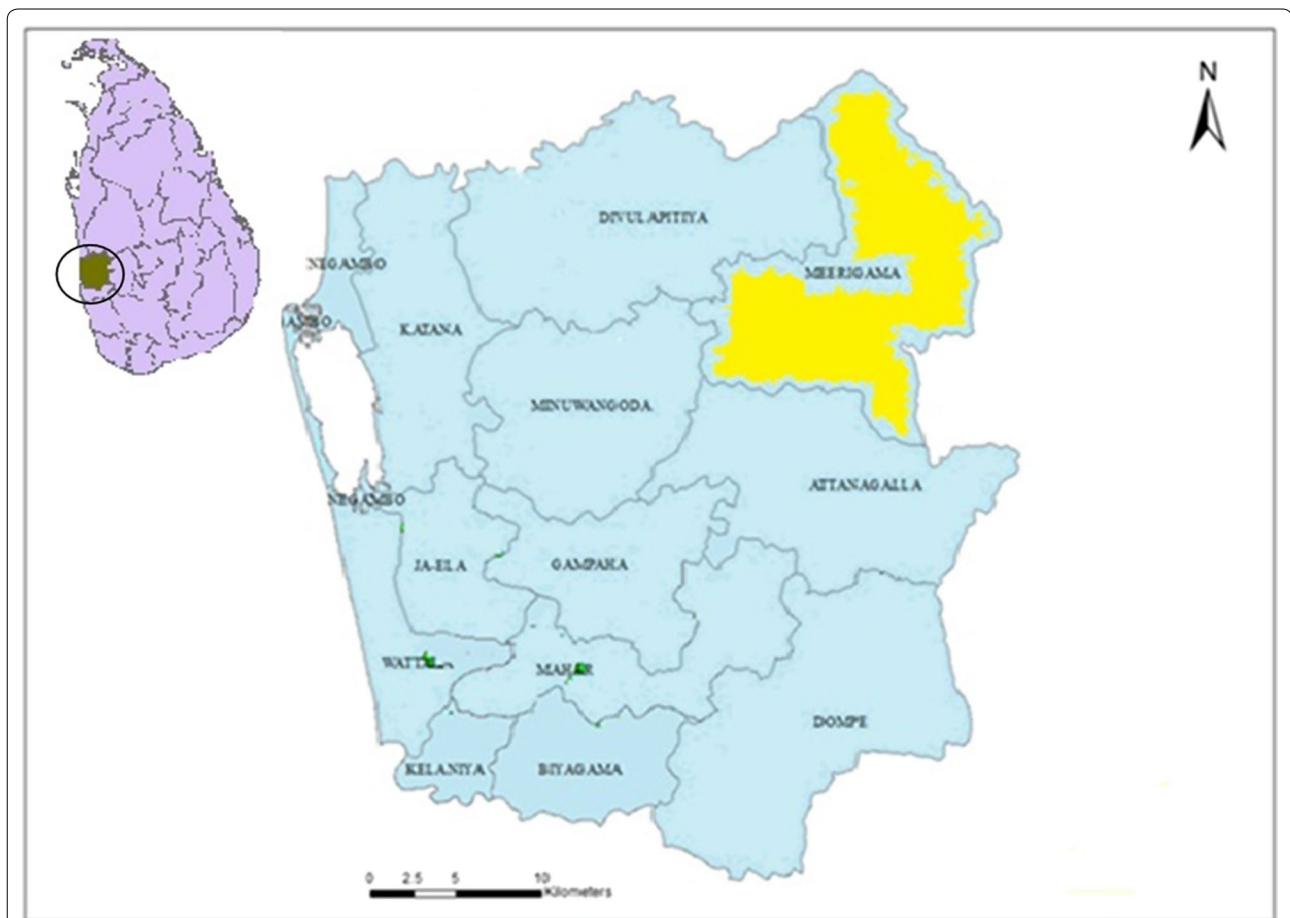 N
DIVULAPITIYA
NEGAMBO
MEERIGAMA
KATANA
MINUWANGODA
ATTANAGALLA
NEGAMBO
JA-ELA
GAMPAHA
DOMPE
KELANIYA
BIYAGAMA
0 2.5 5 10
Kilometers